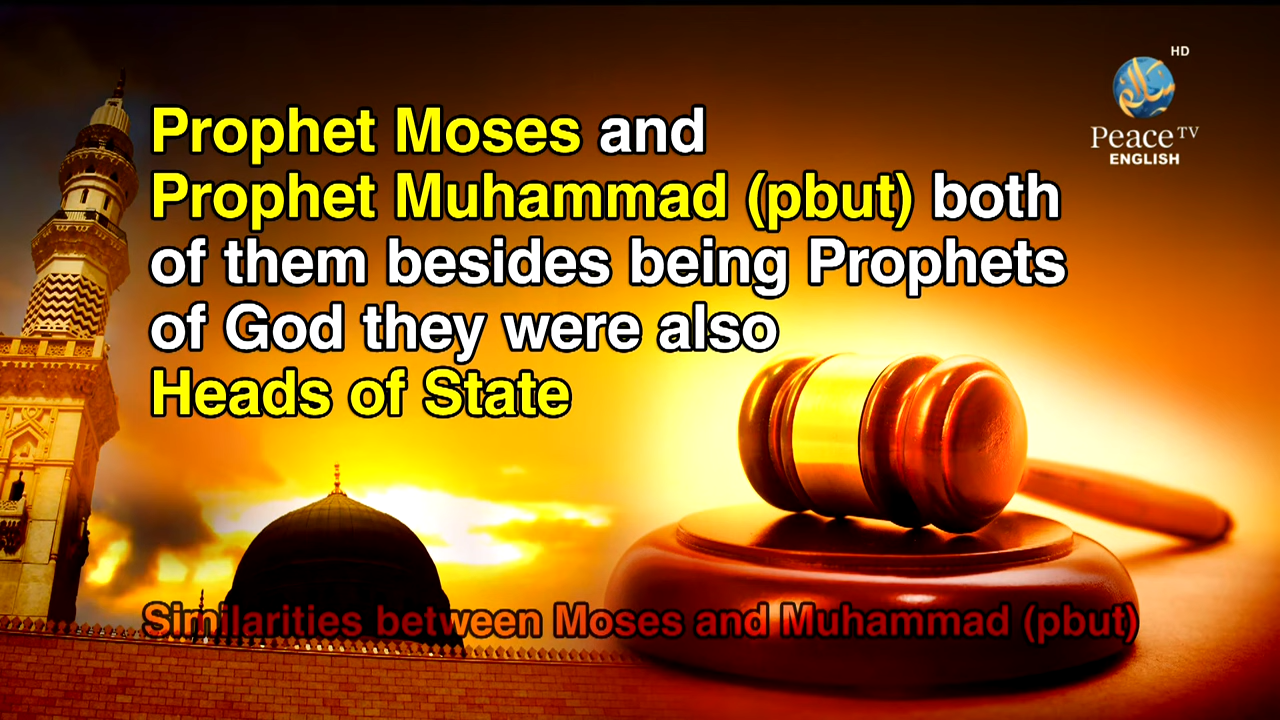 HD
Peace TV
ENGLISH
Prophet Moses and
Prophet Muhammad (pbut) both
of them besides being Prophets
of God they were also
Heads of State
Similarities between Moses and Muhammad (pbut)